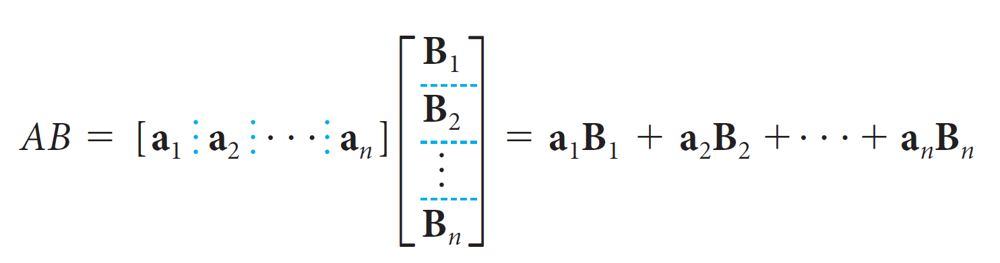 AB = [a₁ ⋮ a₂ ⋮ ··· ⋮ aₙ] [B₁ B₂ ⋮ Bₙ] = a₁B₁ + a₂B₂ + ··· + aₙBₙ